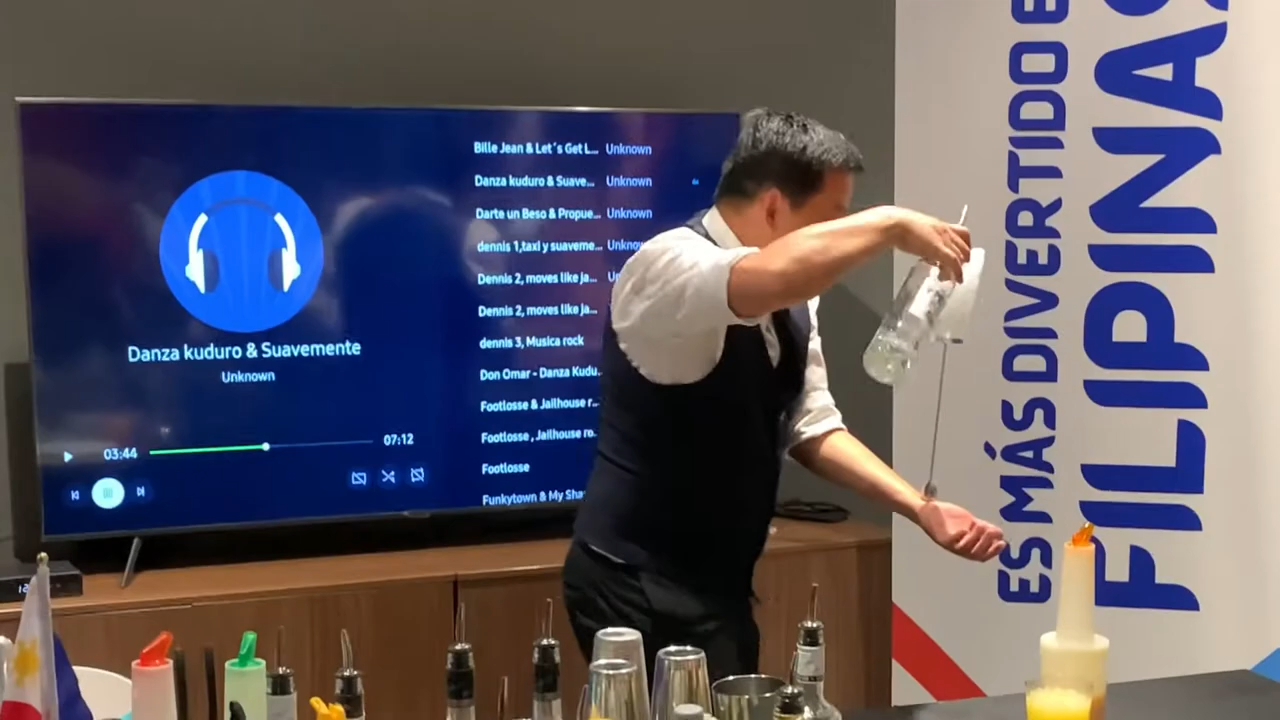 Danza kuduro & Suavemente
Unknown
03:44
07:12
Bille Jean & Let´s Get L... Unknown
Danza kuduro & Suave... Unknown
Darte un Beso & Propue... Unknown
dennis 1,taxi y suaveme... Unknow
Dennis 2, moves like ja...
Dennis 2, moves like ja...
dennis 3, Musica rock
Don Omar - Danza Kudu.
Footlosse & Jailhouse r...
Footlosse , Jailhouse ro..
Footlosse
Funkytown & My Sha
ES MÁS DIVERTIDO E
FILIPINAS